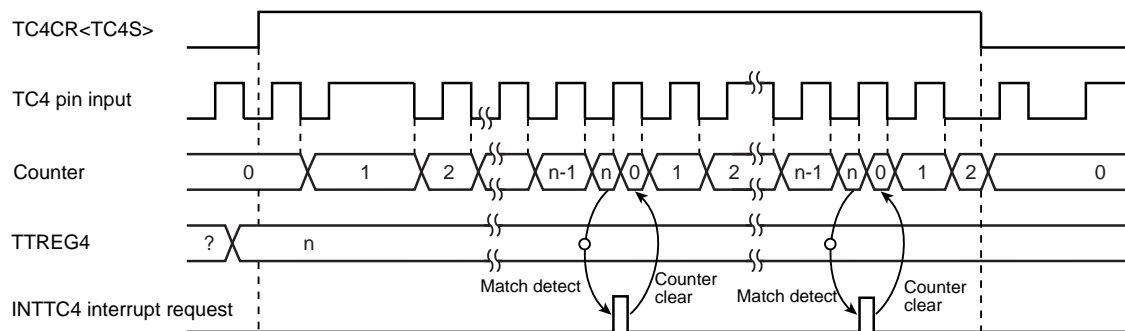 TC4CR<TC4S>
TC4 pin input
Counter
0 1 2 n-1 n 0 1 2 n-1 n 0 1 2 0
TTREG4
? n
Match detect
Counter clear
Match detect
Counter clear
INTTC4 interrupt request